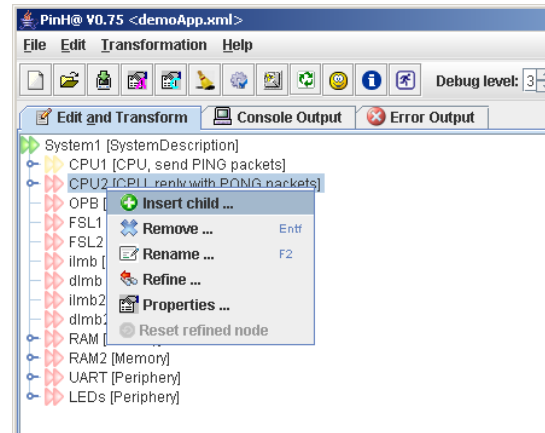 PinH@ V0.75 <demoApp.xml>
File Edit Transformation Help
Debug level: 3
Edit and Transform Console Output Error Output
System1 [SystemDescription]
CPU1 [CPU, send PING packets]
CPU2 [CPU, reply with PONG packets]
OPB [
Insert child ...
FSL1
Remove ... Entf
FSL2
Rename ... F2
ilmb [
dlmb
Refine ...
ilmb2
Properties ...
dlmb2
Reset refined node
RAM [
RAM2 [Memory]
UART [Periphery]
LEDs [Periphery]